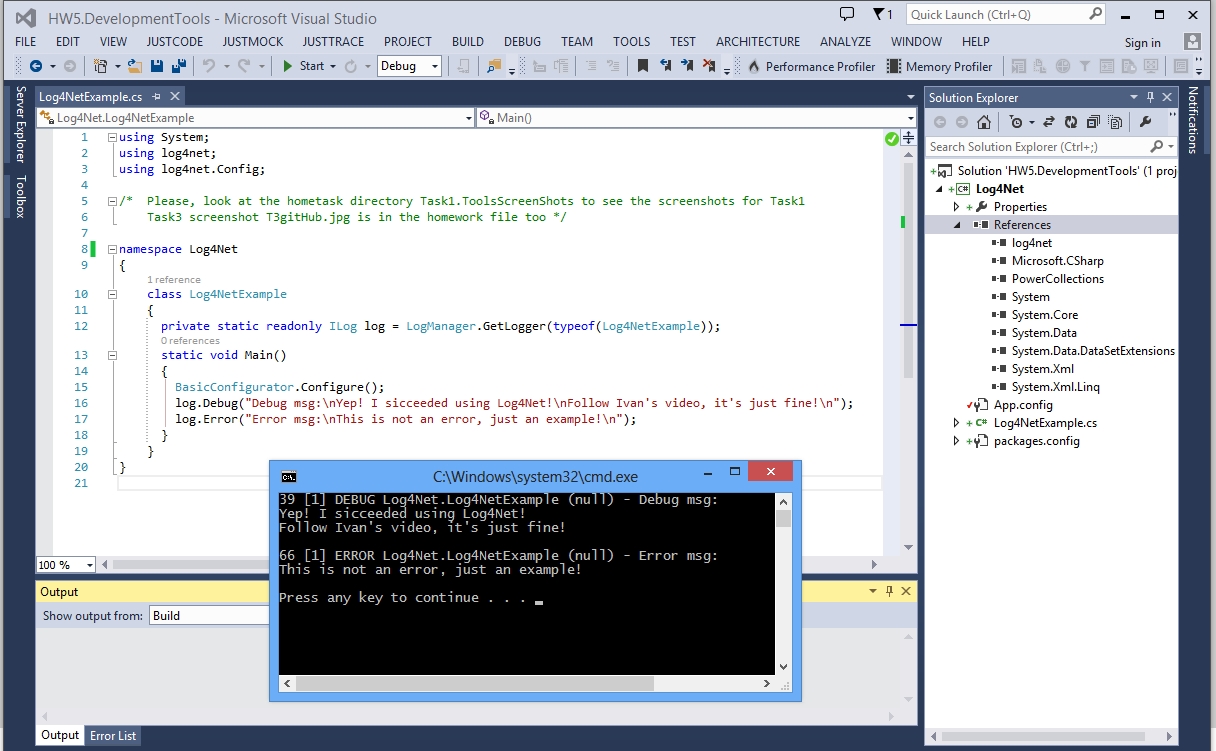 HW5.DevelopmentTools - Microsoft Visual Studio
1
Quick Launch (Ctrl+Q)
FILE EDIT VIEW JUSTCODE JUSTMOCK JUSTTRACE PROJECT BUILD DEBUG TEAM TOOLS TEST ARCHITECTURE ANALYZE WINDOW HELP
Sign in
Start Debug Performance Profiler Memory Profiler
Server Explorer
Toolbox
Log4NetExample.cs
Log4Net.Log4NetExample Main()
1 using System;
2 using log4net;
3 using log4net.Config;
4
5 /* Please, look at the hometask directory Task1.ToolsScreenShots to see the screenshots for Task1
6 Task3 screenshot T3gitHub.jpg is in the homework file too */
7
8 namespace Log4Net
9 {
1 reference
10 class Log4NetExample
11 {
12 private static readonly ILog log = LogManager.GetLogger(typeof(Log4NetExample));
0 references
13 static void Main()
14 {
15 BasicConfigurator.Configure();
16 log.Debug("Debug msg:\nYep! I sicceeded using Log4Net!\nFollow Ivan's video, it's just fine!\n");
17 log.Error("Error msg:\nThis is not an error, just an example!\n");
18 }
19 }
20 }
21
100 %
C:\Windows\system32\cmd.exe
39 [1] DEBUG Log4Net.Log4NetExample (null) - Debug msg:
Yep! I sicceeded using Log4Net!
Follow Ivan's video, it's just fine!
66 [1] ERROR Log4Net.Log4NetExample (null) - Error msg:
This is not an error, just an example!
Press any key to continue . . .
Output
Show output from: Build
Output Error List
Solution Explorer
Search Solution Explorer (Ctrl+;)
Solution 'HW5.DevelopmentTools' (1 proj
C# Log4Net
Properties
References
log4net
Microsoft.CSharp
PowerCollections
System
System.Core
System.Data
System.Data.DataSetExtensions
System.Xml
System.Xml.Linq
App.config
C# Log4NetExample.cs
packages.config
Notifications